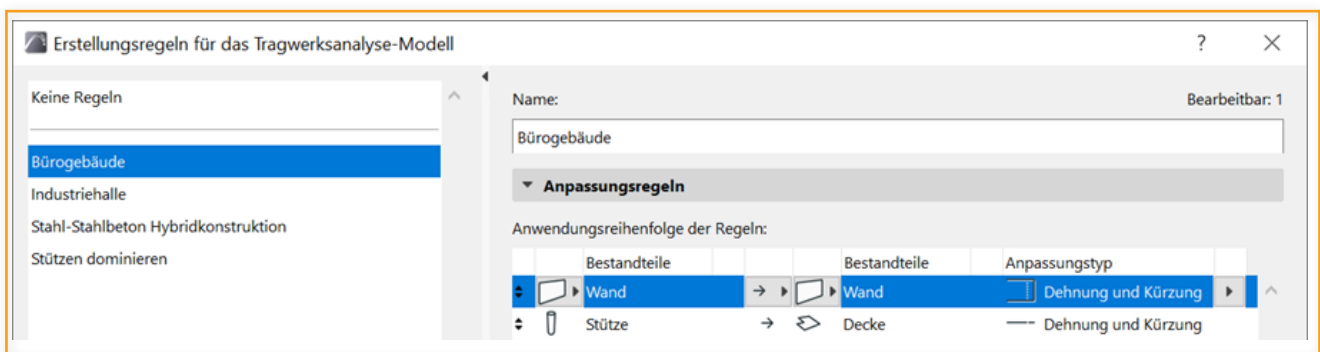 Erstellungsregeln für das Tragwerksanalyse-Modell ?
Keine Regeln
Bürogebäude
Industriehalle
Stahl-Stahlbeton Hybridkonstruktion
Stützen dominieren
Name: Bearbeitbar: 1
Bürogebäude
Anpassungsregeln
Anwendungsreihenfolge der Regeln:
Bestandteile Bestandteile Anpassungstyp
Wand → Wand Dehnung und Kürzung
Stütze → Decke Dehnung und Kürzung